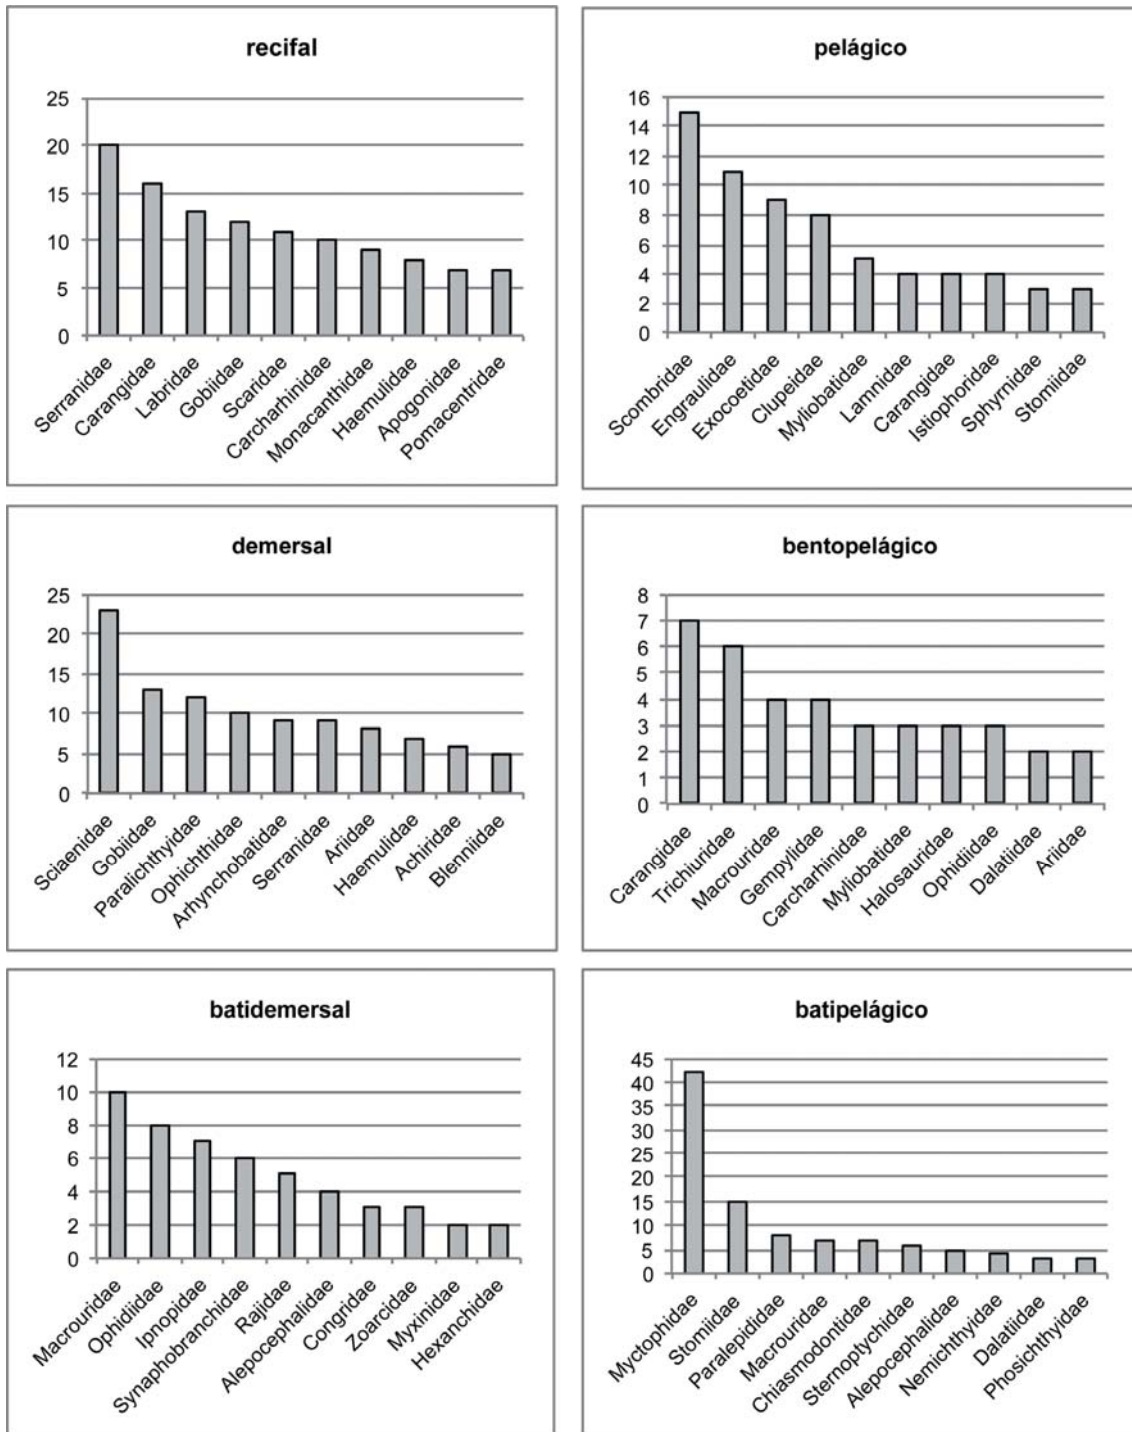 recifal
25
20
15
10
5
0
Serranidae
Carangidae
Labridae
Gobiidae
Scaridae
Carcharhinidae
Monacanthidae
Haemulidae
Apogonidae
Pomacentridae
pelágico
16
14
12
10
8
6
4
2
0
Scombridae
Engraulidae
Exocoetidae
Clupeidae
Myliobatidae
Lamnidae
Carangidae
Istiophoridae
Sphyrnidae
Stomiidae
demersal
25
20
15
10
5
0
Sciaenidae
Gobiidae
Paralichthyidae
Ophichthidae
Arhynchobatidae
Serranidae
Ariidae
Haemulidae
Achiridae
Blenniidae
bentopelágico
8
7
6
5
4
3
2
1
0
Carangidae
Trichiuridae
Macrouridae
Gempylidae
Carcharhinidae
Myliobatidae
Halosauridae
Ophidiidae
Dalatiidae
Ariidae
batidemersal
12
10
8
6
4
2
0
Macrouridae
Ophidiidae
Ipnopidae
Synaphobranchidae
Rajidae
Alepocephalidae
Congridae
Zoarcidae
Myxinidae
Hexanchidae
batipelágico
45
40
35
30
25
20
15
10
5
0
Myctophidae
Stomiidae
Paralepididae
Macrouridae
Chiasmodontidae
Sternoptychidae
Alepocephalidae
Nemichthyidae
Dalatiidae
Phosichthyidae